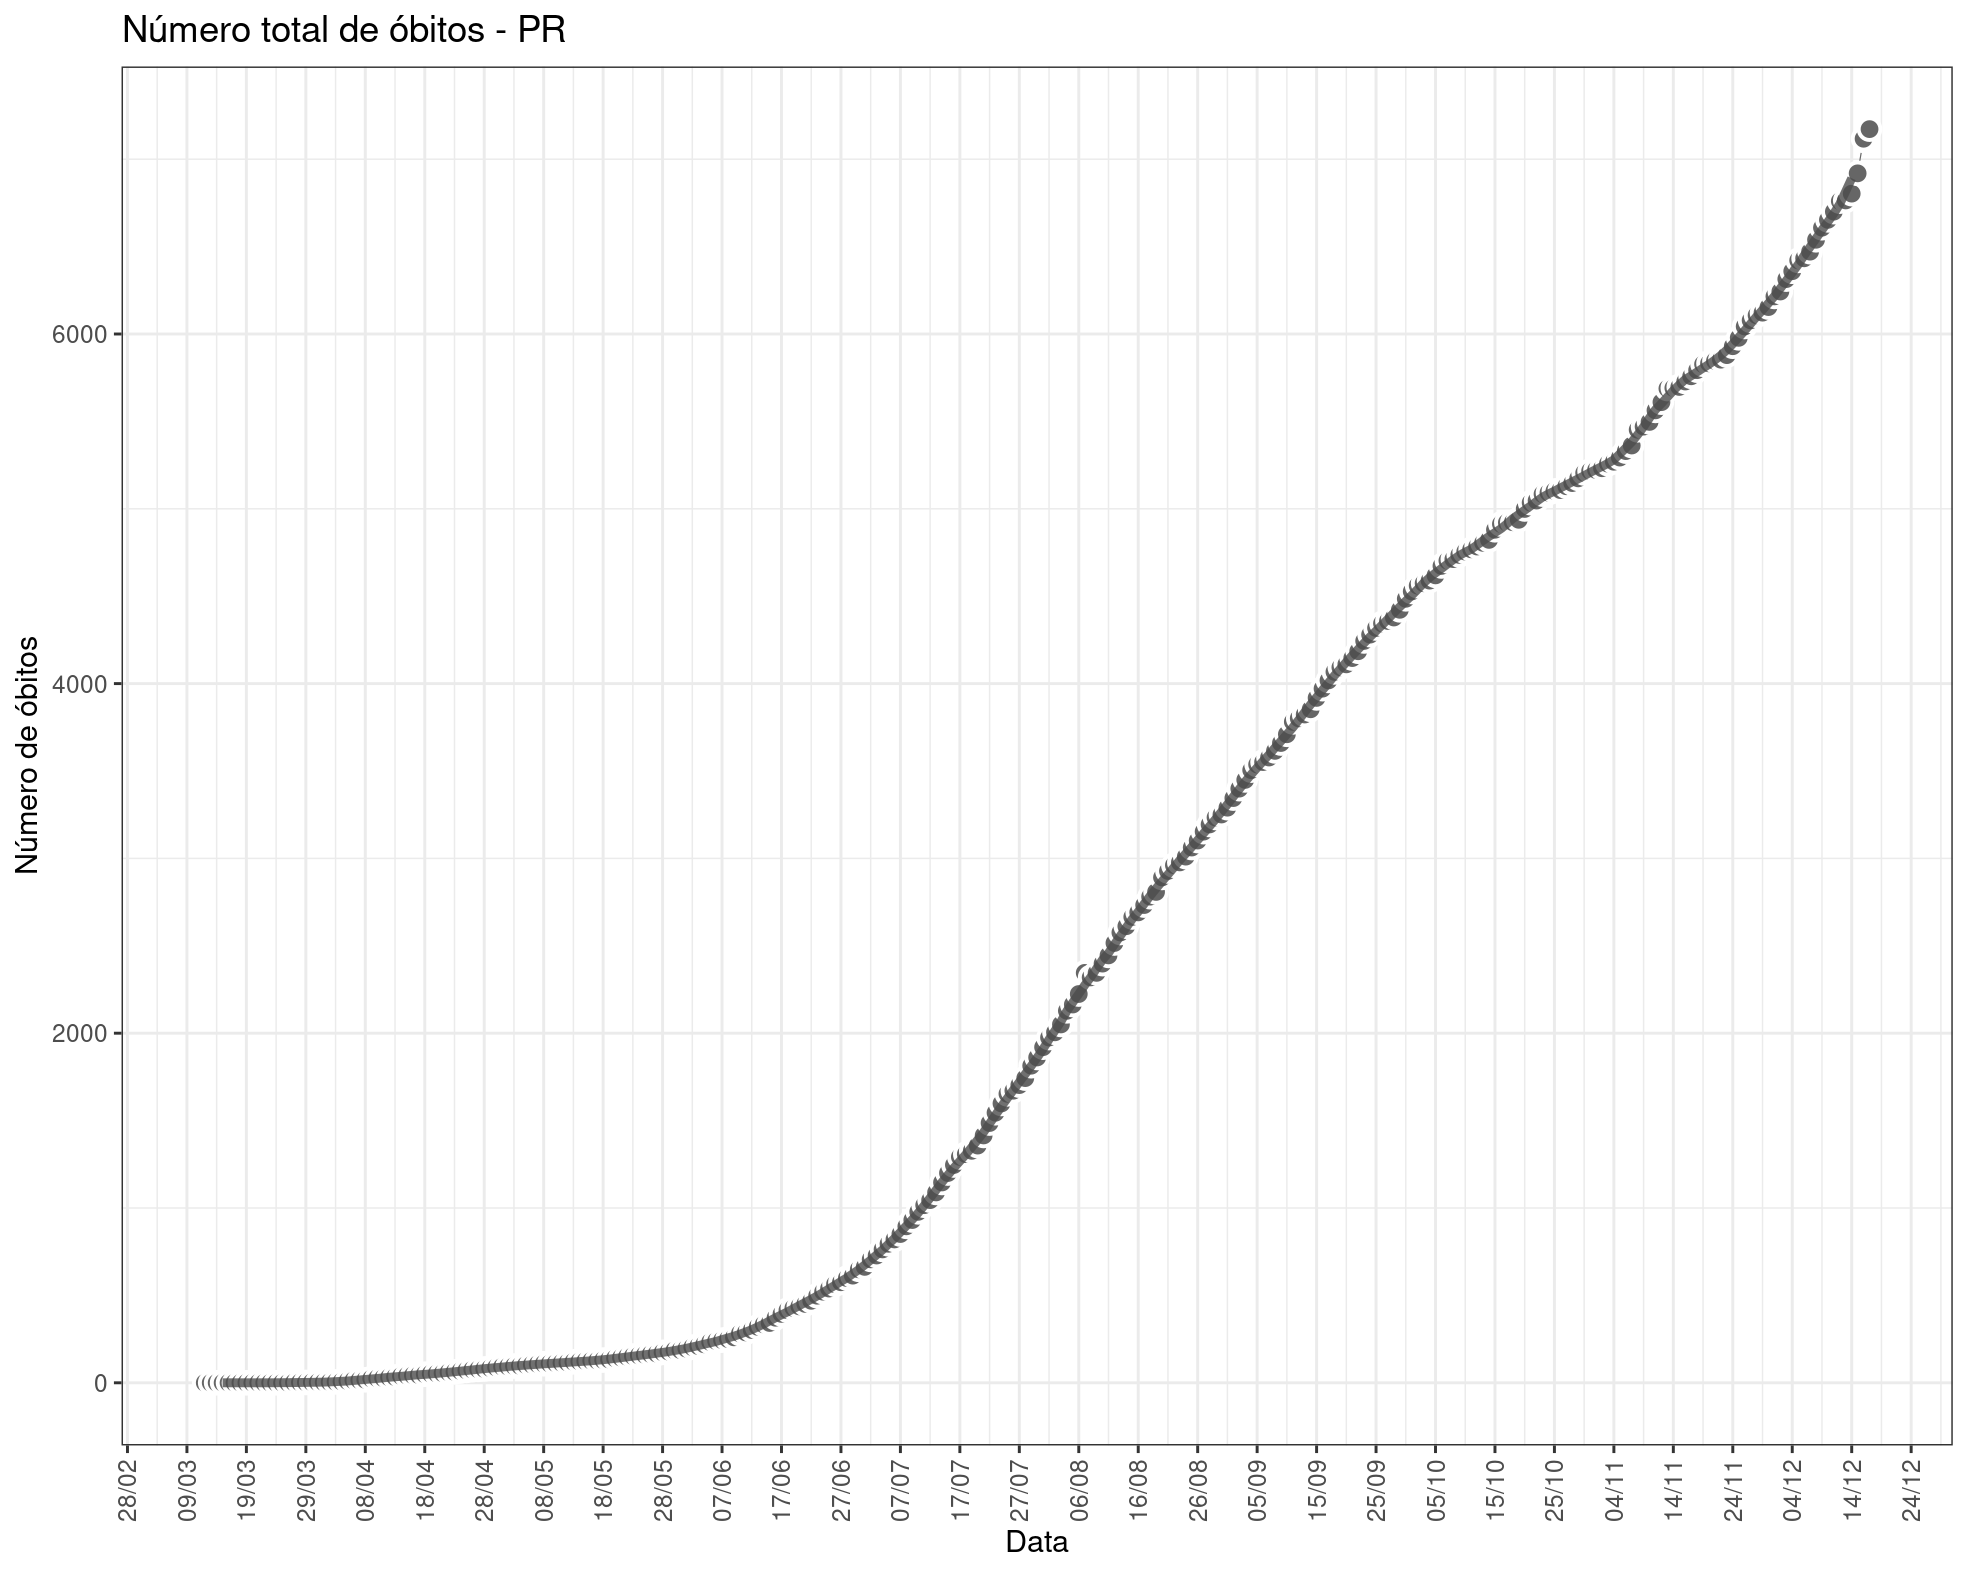 Número total de óbitos - PR
Número de óbitos
6000
4000
2000
0
28/02 09/03 19/03 29/03 08/04 18/04 28/04 08/05 18/05 28/05 07/06 17/06 27/06 07/07 17/07 27/07 06/08 16/08 26/08 05/09 15/09 25/09 05/10 15/10 25/10 04/11 14/11 24/11 04/12 14/12 24/12
Data